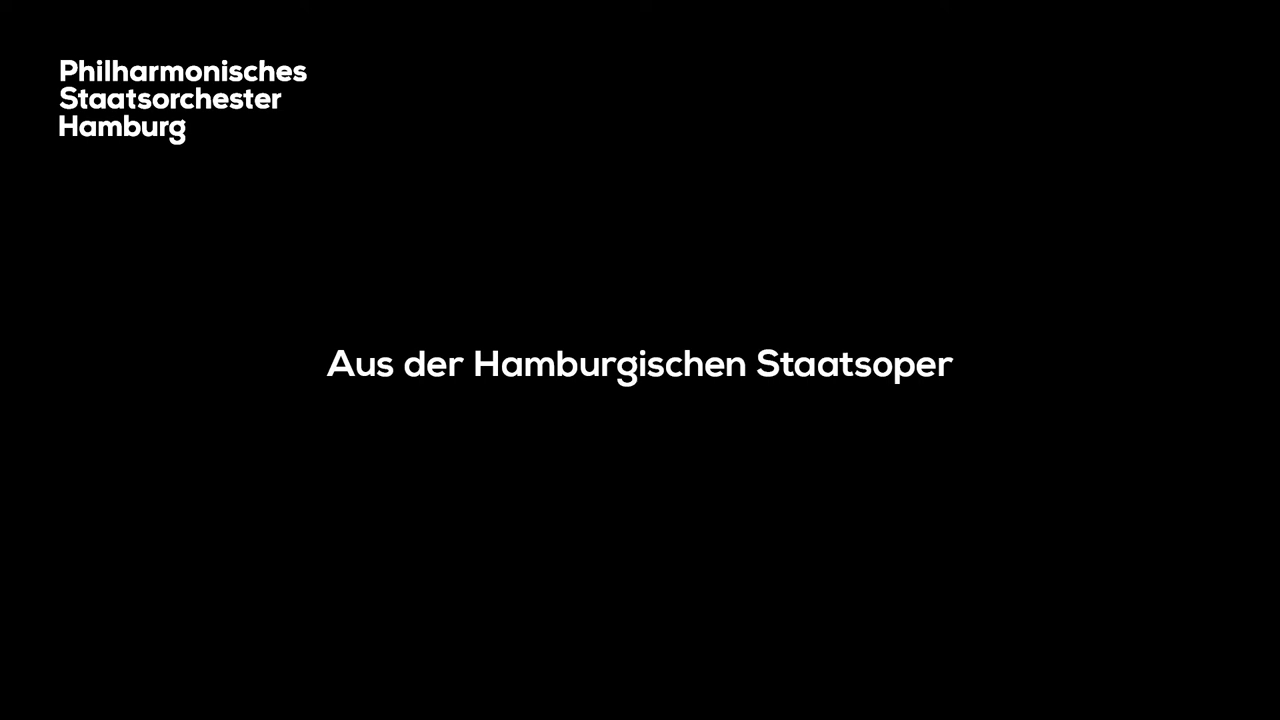 Philharmonisches
Staatsorchester
Hamburg
Aus der Hamburgischen Staatsoper